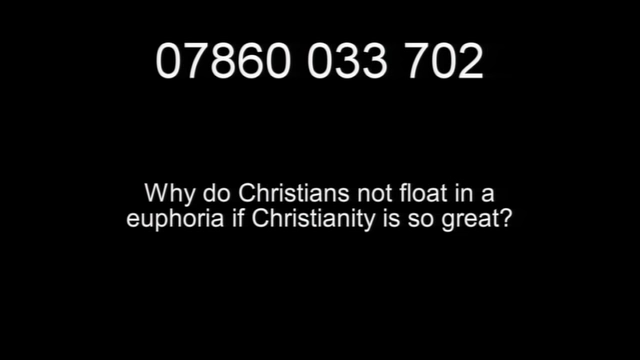 07860 033 702
Why do Christians not float in a
euphoria if Christianity is so great?